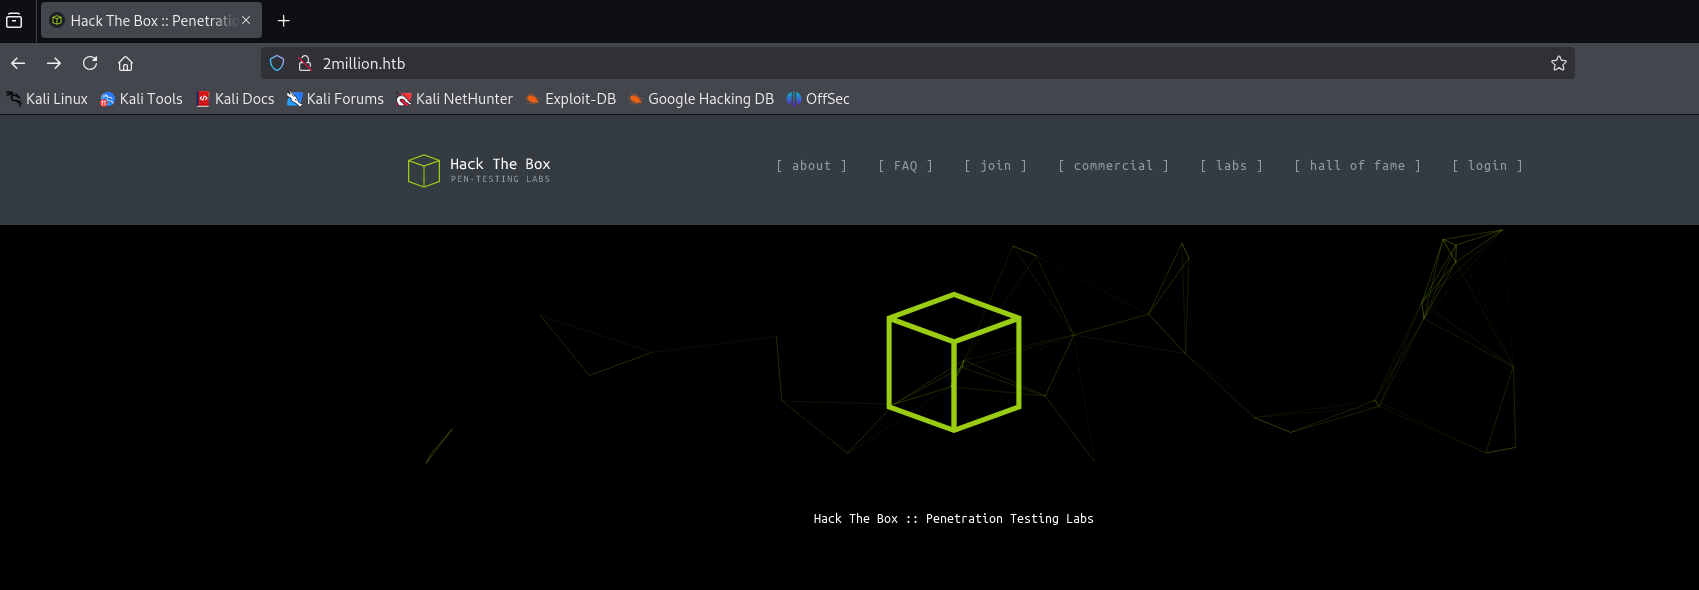 Hack The Box :: Penetratio
2million.htb
Kali Linux Kali Tools Kali Docs Kali Forums Kali NetHunter Exploit-DB Google Hacking DB OffSec
Hack The Box
PEN-TESTING LABS
[ about ] [ FAQ ] [ join ] [ commercial ] [ labs ] [ hall of fame ] [ login ]
Hack The Box :: Penetration Testing Labs